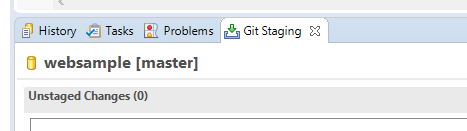 History Tasks Problems Git Staging
websample [master]
Unstaged Changes (0)